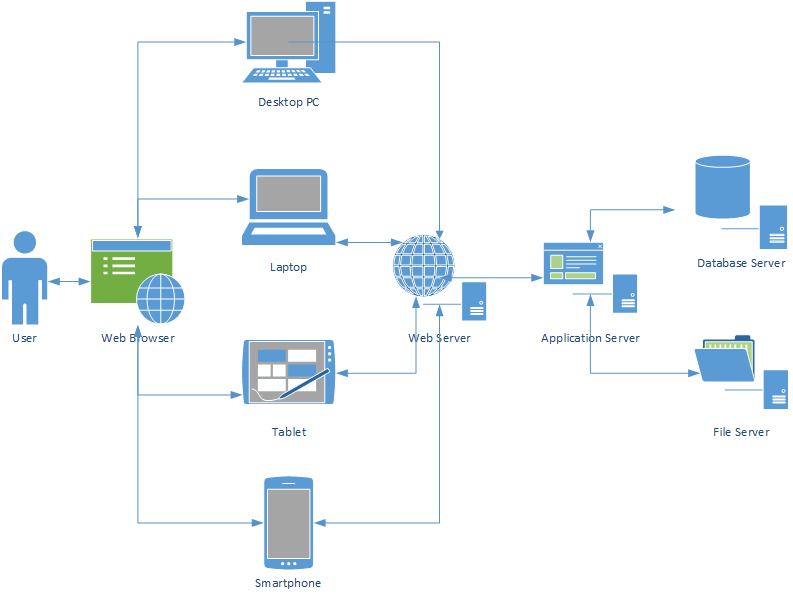 Desktop PC
Laptop
Database Server
User
Web Browser
Web Server
Application Server
Tablet
File Server
Smartphone